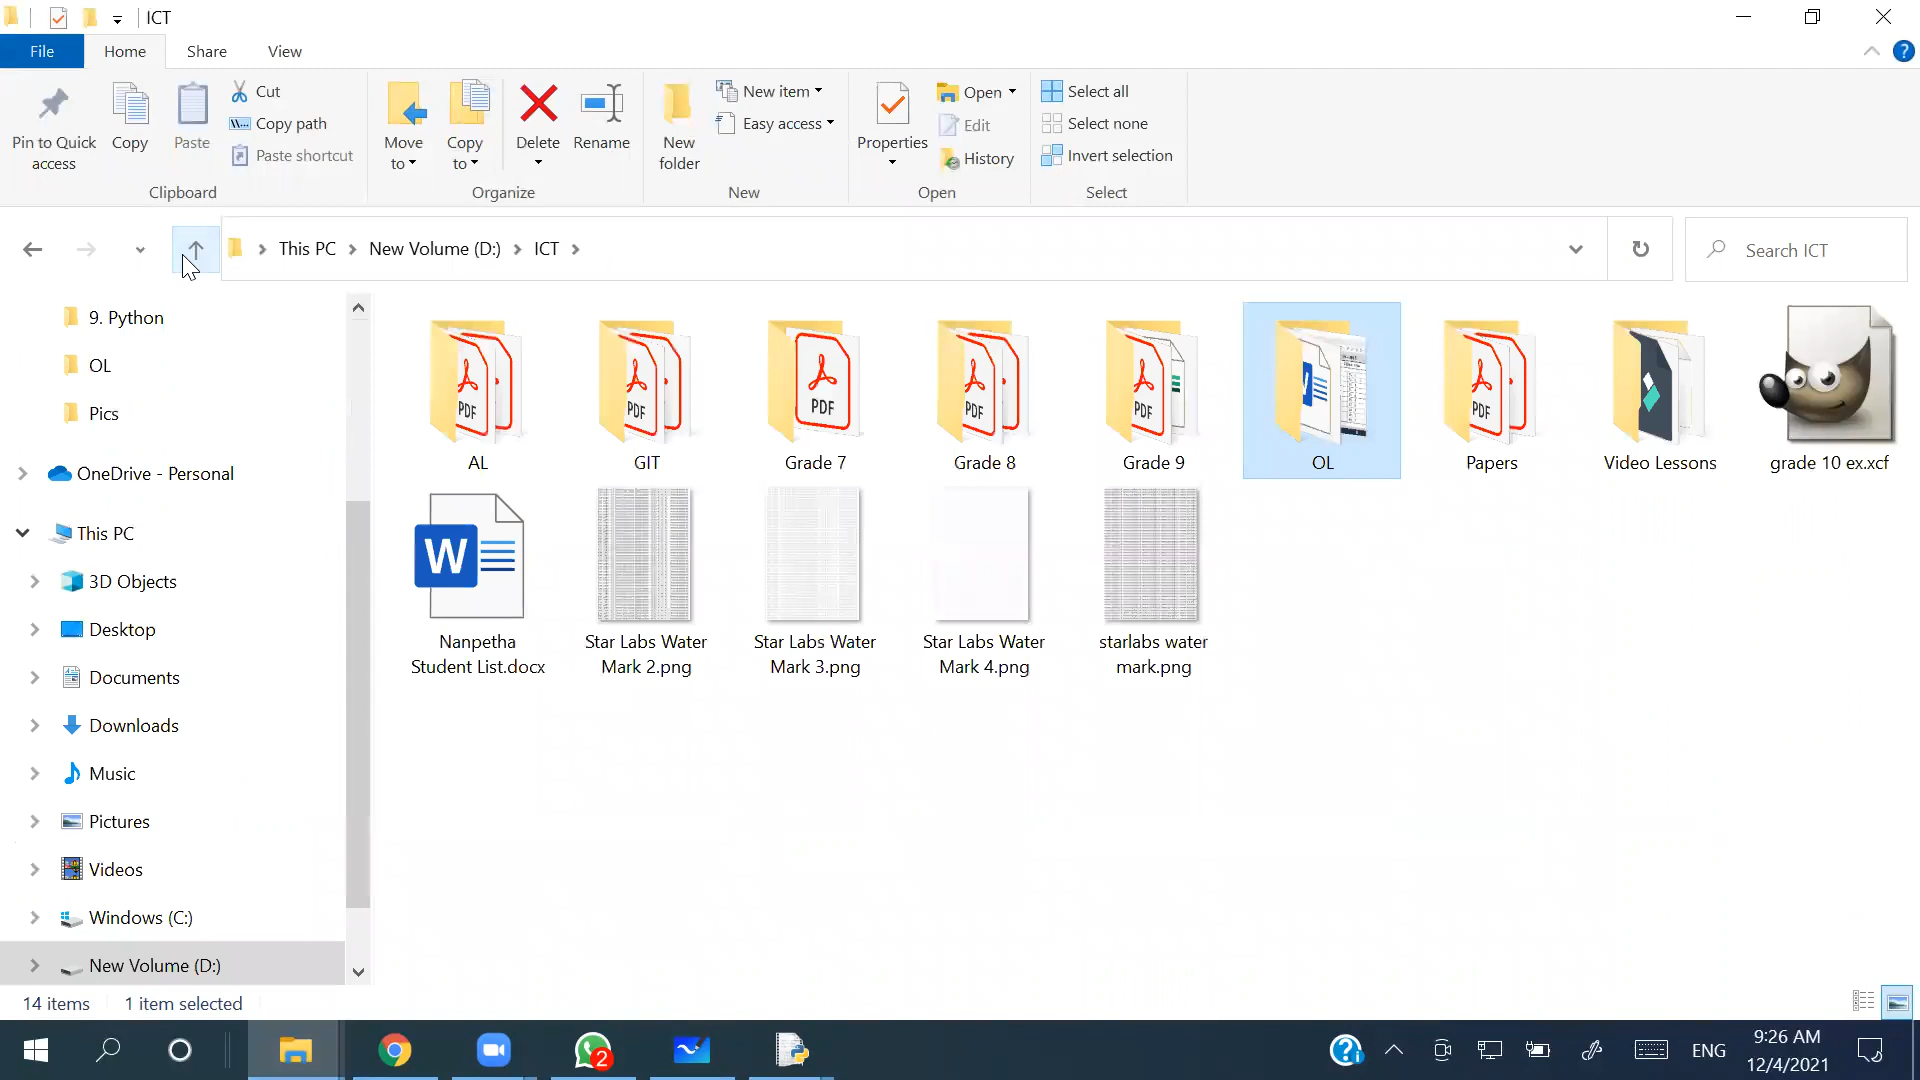 ICT
File Home Share View
Pin to Quick access
Copy
Paste
Cut
Copy path
Paste shortcut
Clipboard
Move to
Copy to
Delete
Rename
Organize
New folder
New item
Easy access
New
Properties
Open
Edit
History
Open
Select all
Select none
Invert selection
Select
This PC New Volume (D:) ICT
Search ICT
9. Python
OL
Pics
OneDrive - Personal
This PC
3D Objects
Desktop
Documents
Downloads
Music
Pictures
Videos
Windows (C:)
New Volume (D:)
PDF
PDF
PDF
PDF
PDF
W
PDF
AL
GIT
Grade 7
Grade 8
Grade 9
OL
Papers
Video Lessons
grade 10 ex.xcf
W
Nanpetha
Student List.docx
Star Labs Water
Mark 2.png
Star Labs Water
Mark 3.png
Star Labs Water
Mark 4.png
starlabs water
mark.png
14 items 1 item selected
2
ENG
9:26 AM
12/4/2021